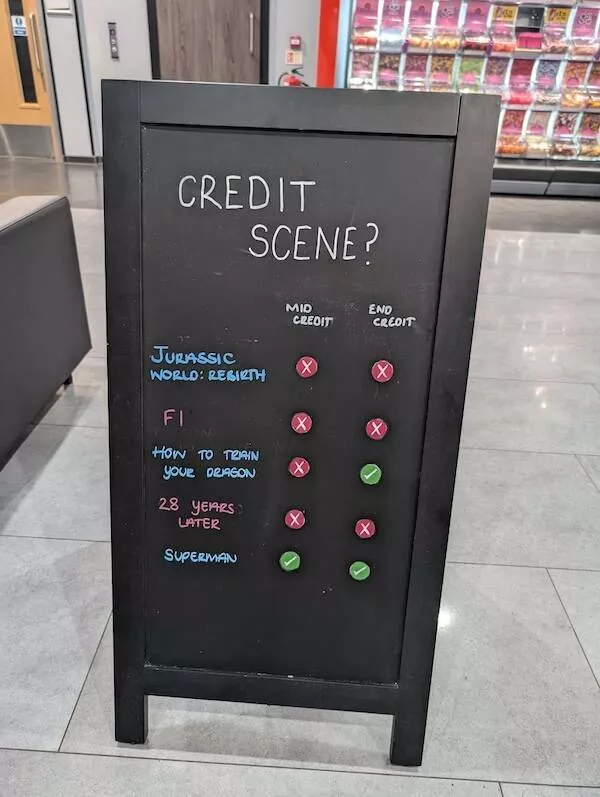 CREDIT
SCENE?
MID
CREDIT
END
CREDIT
JURASSIC
WORLD: REBIRTH
F1
HOW TO TRAIN
YOUR DRAGON
28 YEARS
LATER
SUPERMAN